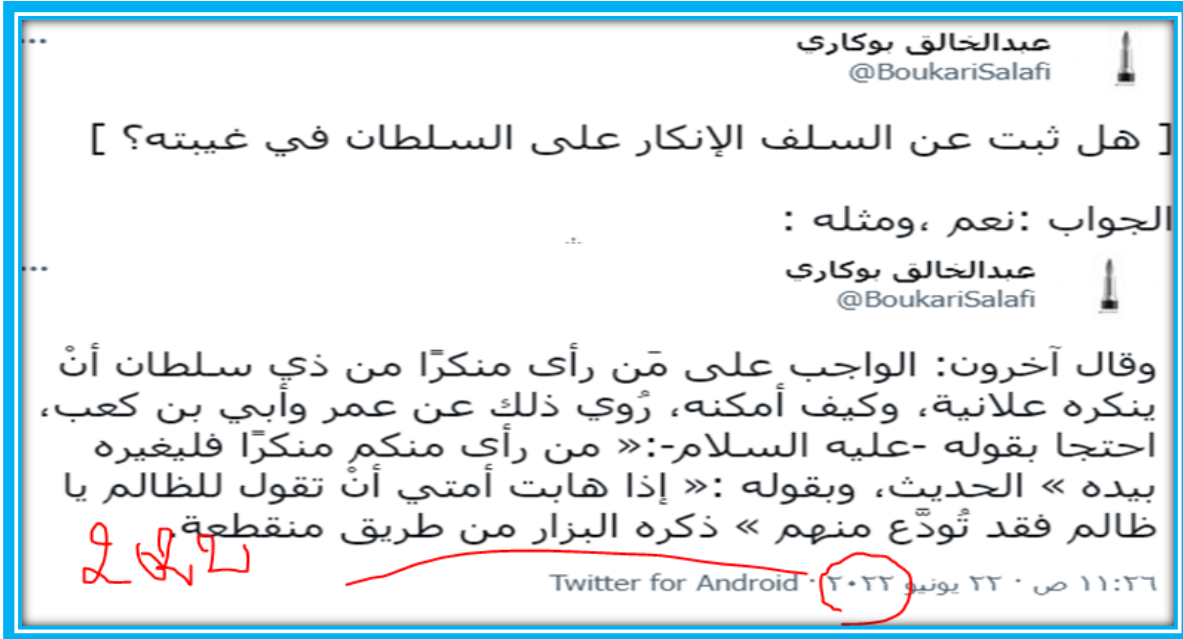 عبدالخالق بوكاري
@BoukariSalafi
[ هل ثبت عن السلف الإنكار على السلطان في غيبته؟ ]
الجواب :نعم ،ومثله :
عبدالخالق بوكاري
@BoukariSalafi
وقال آخرون: الواجب على مَن رأى منكرًا من ذي سلطان أنْ
ينكره علانية، وكيف أمكنه، رُوي ذلك عن عمر وأبي بن كعب،
احتجا بقوله -عليه السلام-:« من رأى منكم منكرًا فليغيره
بيده » الحديث، وبقوله :« إذا هابت أمتي أنْ تقول للظالم يا
ظالم فقد تُودَّع منهم » ذكره البزار من طريق منقطعة.
١١:٢٦ ص · ٢٢ يونيو ٢٠٢٢ · Twitter for Android